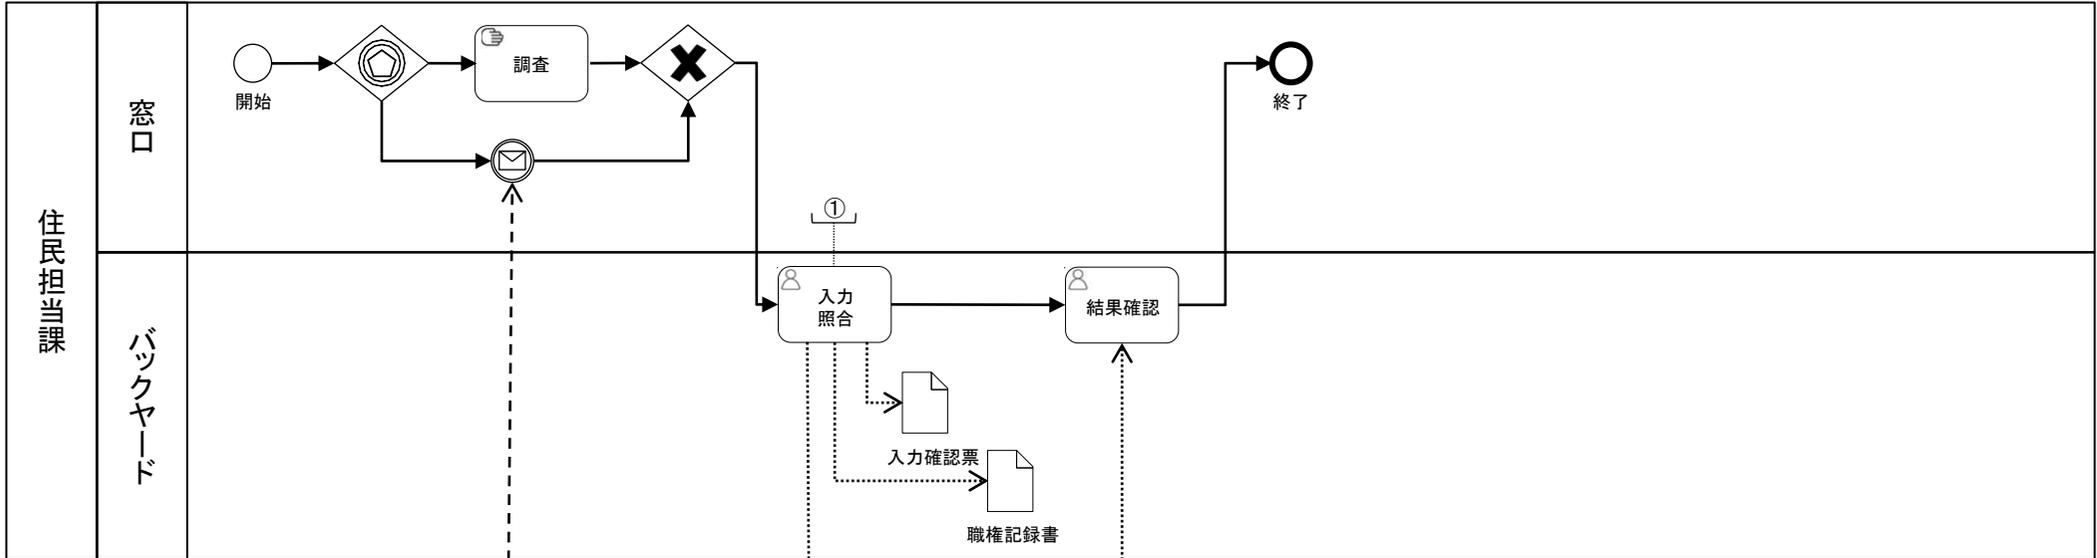 住民担当課
窓口
開始
調査
終了
①
バックヤード
入力
照合
結果確認
入力確認票
職権記録書